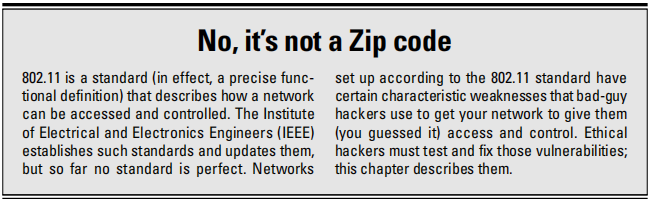 No, it's not a Zip code
802.11 is a standard (in effect, a precise func-
tional definition) that describes how a network
can be accessed and controlled. The Institute
of Electrical and Electronics Engineers (IEEE)
establishes such standards and updates them,
but so far no standard is perfect. Networks
set up according to the 802.11 standard have
certain characteristic weaknesses that bad-guy
hackers use to get your network to give them
(you guessed it) access and control. Ethical
hackers must test and fix those vulnerabilities;
this chapter describes them.